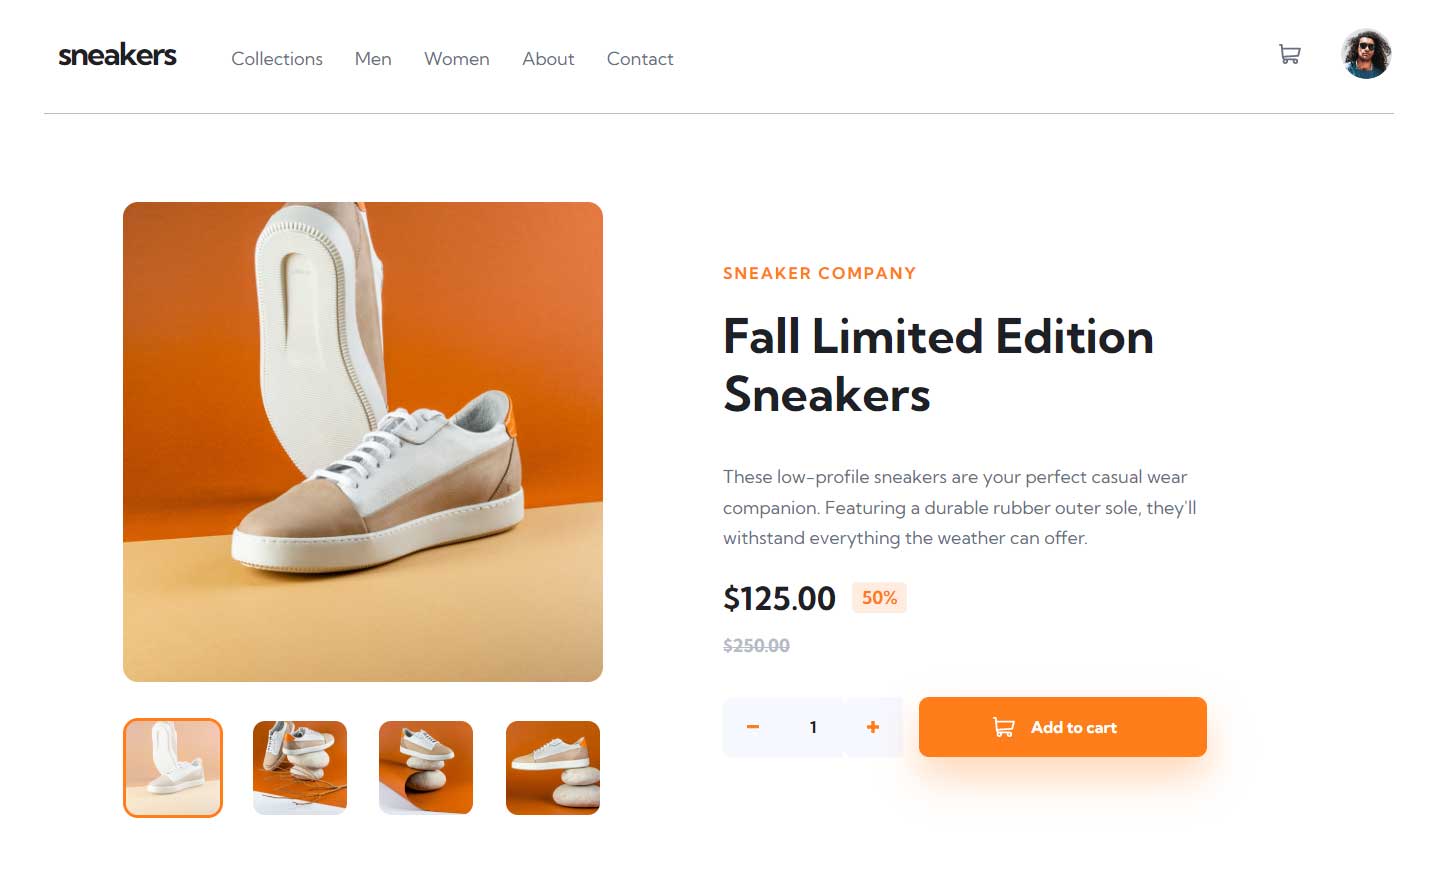 sneakers Collections Men Women About Contact
SNEAKER COMPANY
Fall Limited Edition
Sneakers
These low-profile sneakers are your perfect casual wear
companion. Featuring a durable rubber outer sole, they'll
withstand everything the weather can offer.
$125.00 50%
$250.00
1 Add to cart